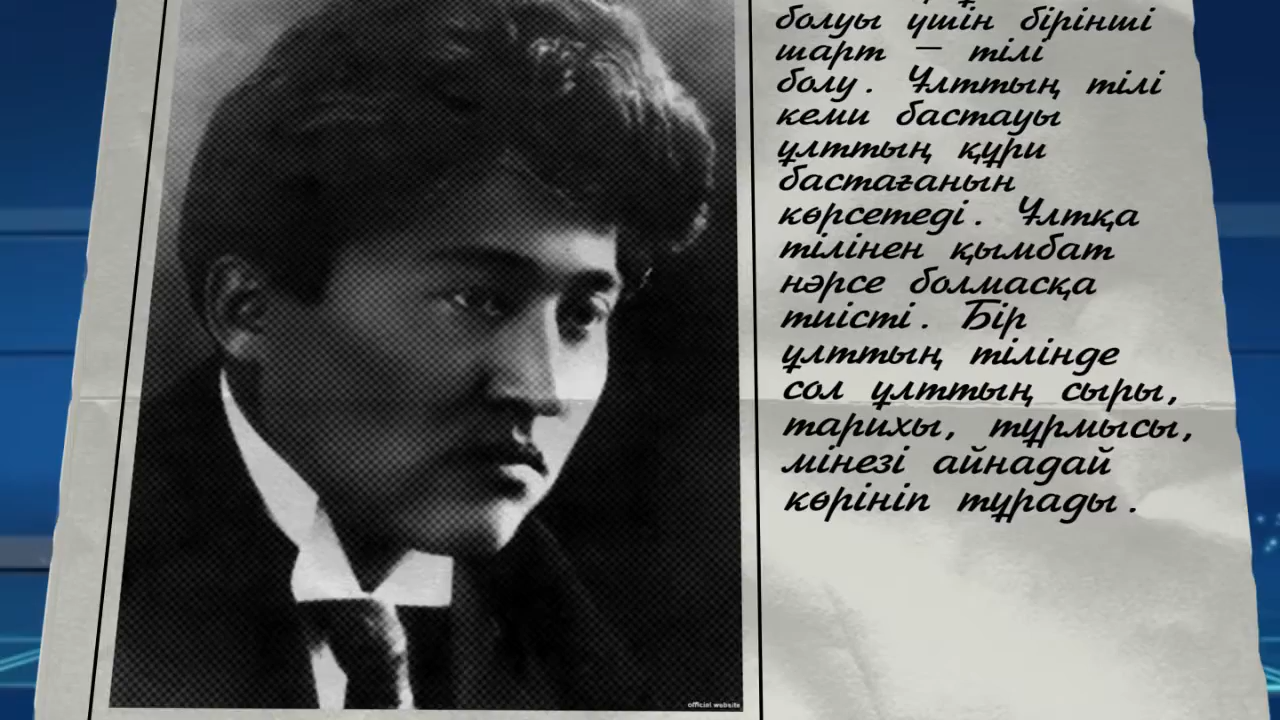 болуы үшін бірінші
шарт — тілі
болу. Ұлттың тілі
кеми бастауы
ұлттың құри
бастағанын
көрсетеді. Ұлтқа
тілінен қымбат
нәрсе болмасқа
тиісті. Бір
ұлттың тілінде
сол ұлттың сыры,
тарихы, тұрмысы,
мінезі айнадай
көрініп тұрады.
official website